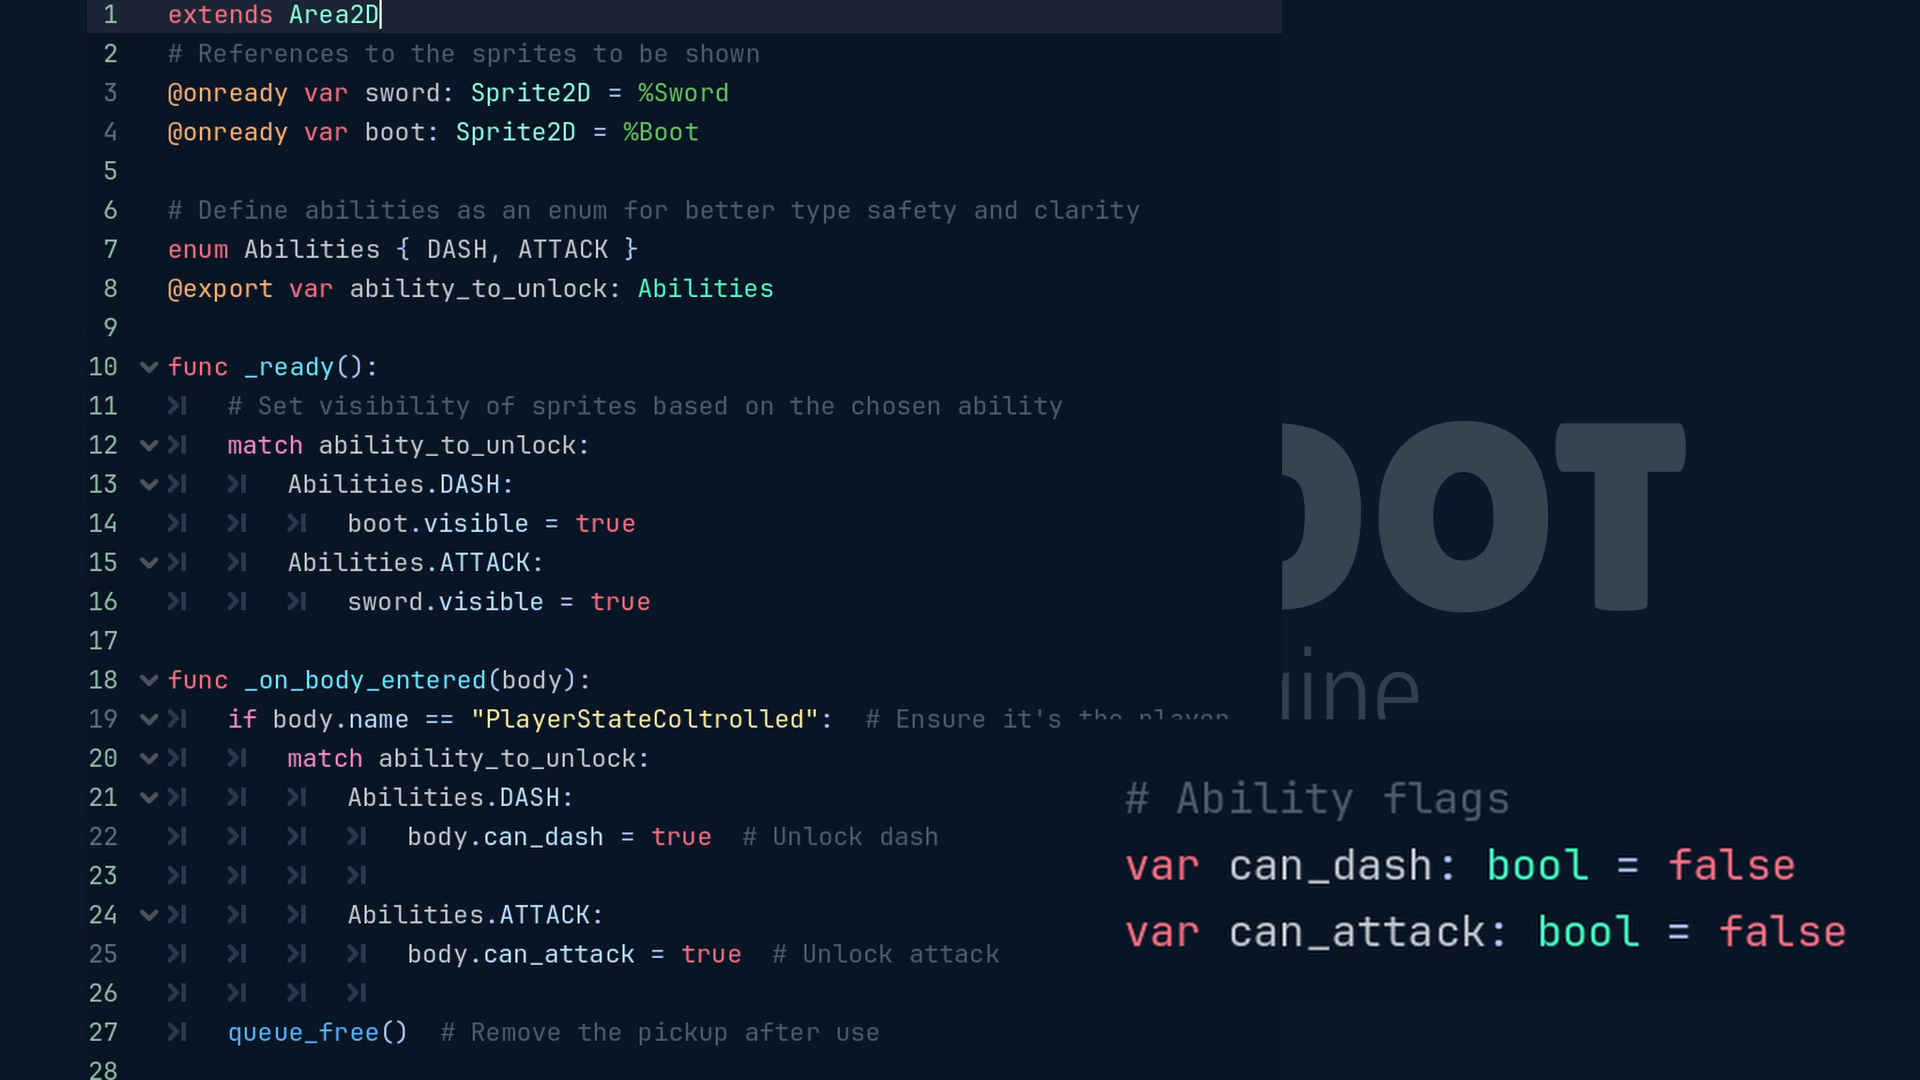 1 extends Area2D
2 # References to the sprites to be shown
3 @onready var sword: Sprite2D = %Sword
4 @onready var boot: Sprite2D = %Boot
5
6 # Define abilities as an enum for better type safety and clarity
7 enum Abilities { DASH, ATTACK }
8 @export var ability_to_unlock: Abilities
9
10 func _ready():
11 # Set visibility of sprites based on the chosen ability
12 match ability_to_unlock:
13 Abilities.DASH:
14 boot.visible = true
15 Abilities.ATTACK:
16 sword.visible = true
17
18 func _on_body_entered(body):
19 if body.name == "PlayerStateColtrolled": # Ensure it's the player
20 match ability_to_unlock:
21 Abilities.DASH:
22 body.can_dash = true # Unlock dash
23
24 Abilities.ATTACK:
25 body.can_attack = true # Unlock attack
26
27 queue_free() # Remove the pickup after use
28
OT
ine
# Ability flags
var can_dash: bool = false
var can_attack: bool = false